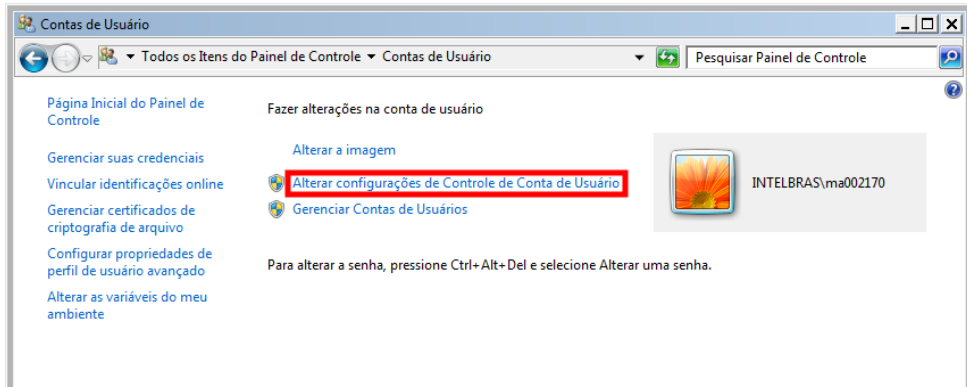 Contas de Usuário
Todos os Itens do Painel de Controle Contas de Usuário
Pesquisar Painel de Controle
Página Inicial do Painel de
Controle
Gerenciar suas credenciais
Vincular identificações online
Gerenciar certificados de
criptografia de arquivo
Configurar propriedades de
perfil de usuário avançado
Alterar as variáveis do meu
ambiente
Fazer alterações na conta de usuário
Alterar a imagem
Alterar configurações de Controle de Conta de Usuário
Gerenciar Contas de Usuários
INTELBRAS\ma002170
Para alterar a senha, pressione Ctrl+Alt+Del e selecione Alterar uma senha.